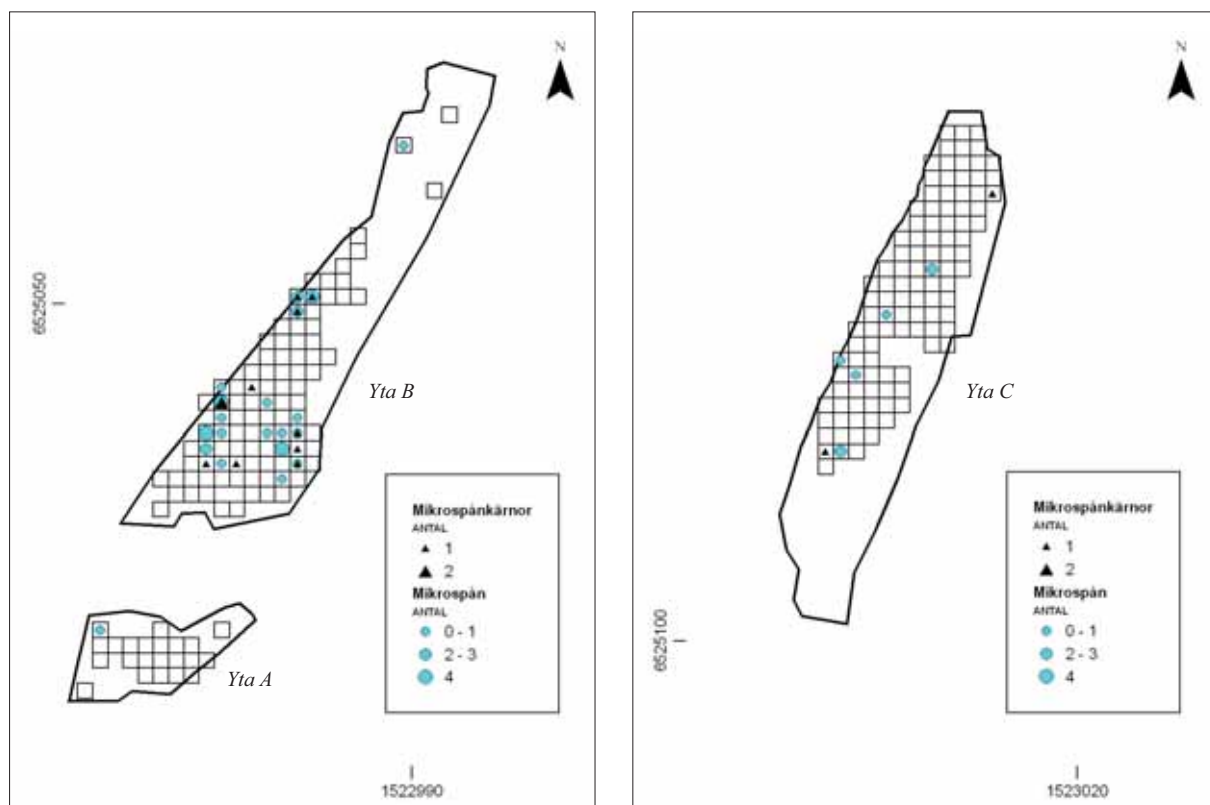 N
6525050
Yta B
Mikrospånkärnor
ANTAL
1
2
Mikrospån
ANTAL
0 - 1
2 - 3
4
Yta A
1522990
N
Yta C
Mikrospånkärnor
ANTAL
1
2
Mikrospån
ANTAL
0 - 1
2 - 3
4
6525100
1523020